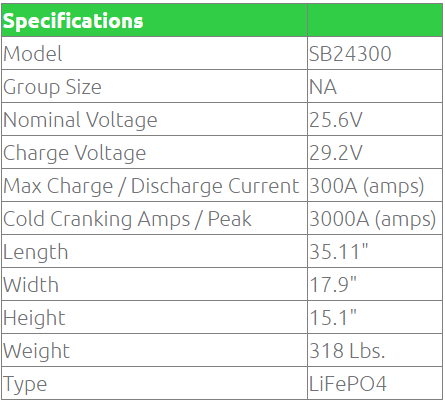 Specifications
Model SB24300
Group Size NA
Nominal Voltage 25.6V
Charge Voltage 29.2V
Max Charge / Discharge Current 300A (amps)
Cold Cranking Amps / Peak 3000A (amps)
Length 35.11"
Width 17.9"
Height 15.1"
Weight 318 Lbs.
Type LiFePO4